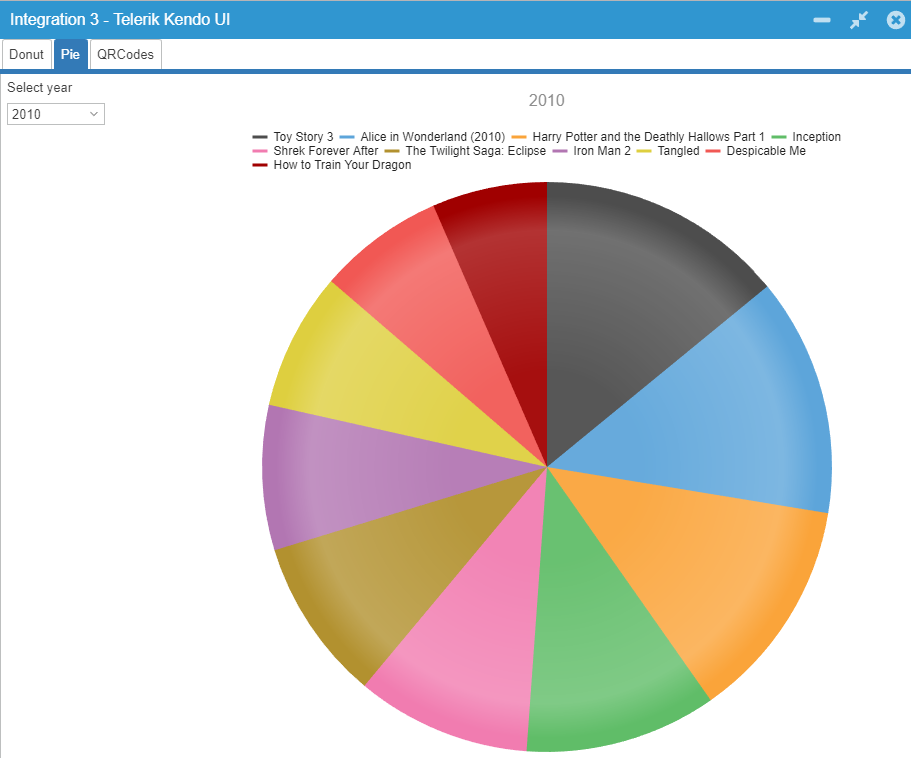 Integration 3 - Telerik Kendo UI
Donut Pie QRCodes
Select year
2010
2010
Toy Story 3 Alice in Wonderland (2010) Harry Potter and the Deathly Hallows Part 1 Inception
Shrek Forever After The Twilight Saga: Eclipse Iron Man 2 Tangled Despicable Me
How to Train Your Dragon